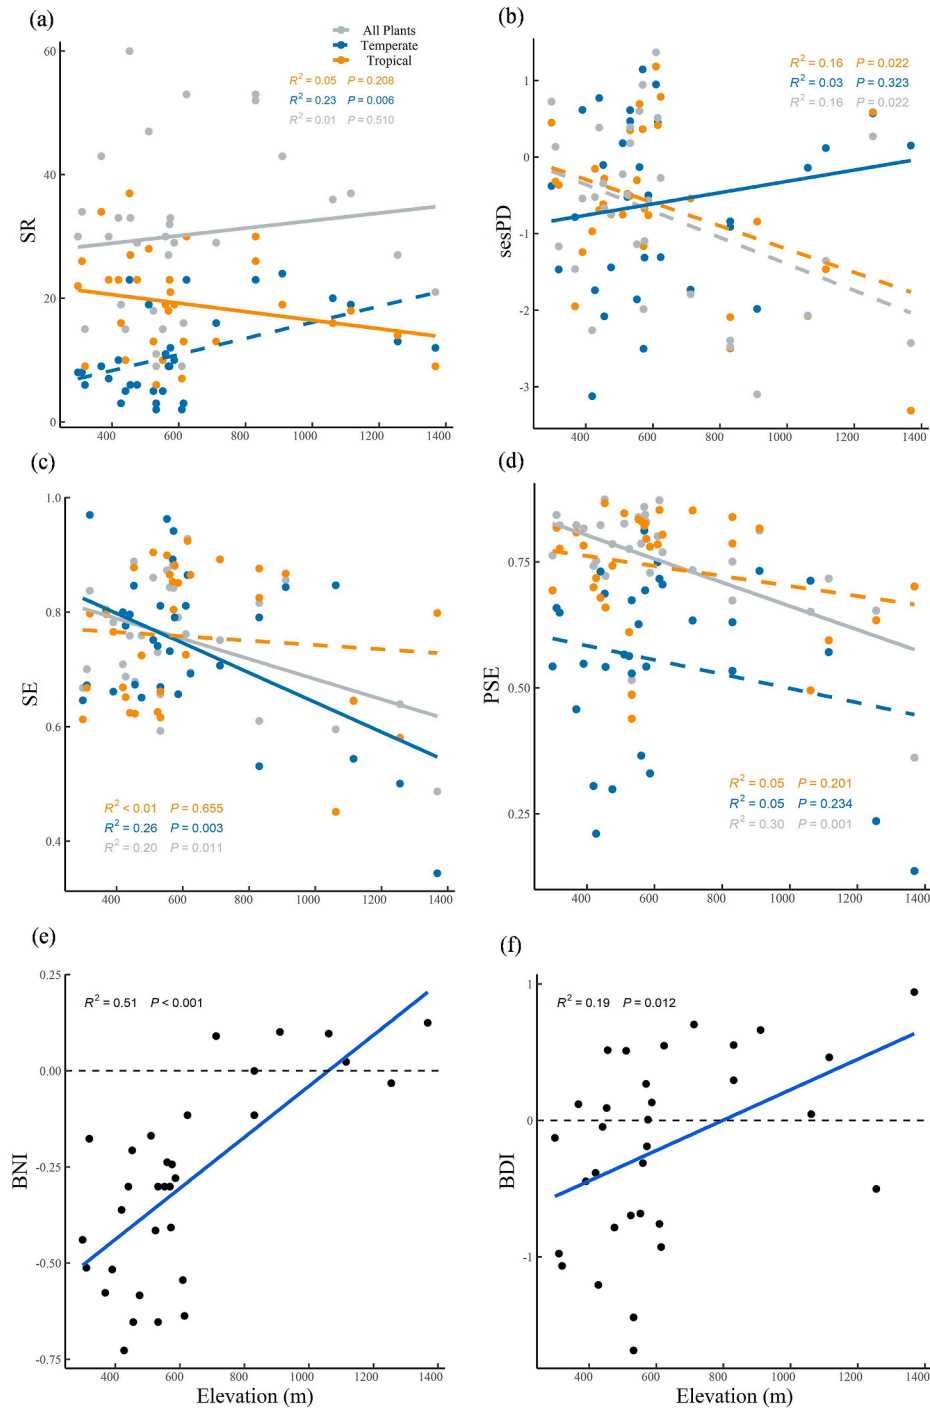 (a)
All Plants
Temperate
Tropical
R² = 0.05 P = 0.208
R² = 0.23 P = 0.006
R² = 0.01 P = 0.510
SR
60
40
20
0
400 600 800 1000 1200 1400
(b)
R² = 0.16 P = 0.022
R² = 0.03 P = 0.323
R² = 0.16 P = 0.022
sesPD
1
0
-1
-2
-3
400 600 800 1000 1200 1400
(c)
SE
1.0
0.8
0.6
0.4
R² < 0.01 P = 0.655
R² = 0.26 P = 0.003
R² = 0.20 P = 0.011
400 600 800 1000 1200 1400
(d)
PSE
0.75
0.50
0.25
R² = 0.05 P = 0.201
R² = 0.05 P = 0.234
R² = 0.30 P = 0.001
400 600 800 1000 1200 1400
(e)
R² = 0.51 P < 0.001
BNI
0.25
0.00
-0.25
-0.50
-0.75
400 600 800 1000 1200 1400
Elevation (m)
(f)
R² = 0.19 P = 0.012
BDI
1
0
-1
400 600 800 1000 1200 1400
Elevation (m)